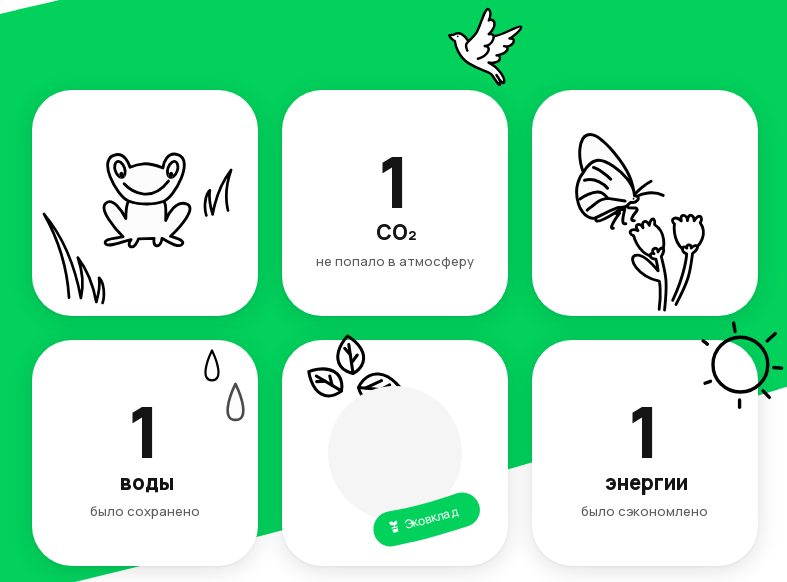 1
CO₂
не попало в атмосферу
1
воды
было сохранено
Эковклад
1
энергии
было сэкономлено